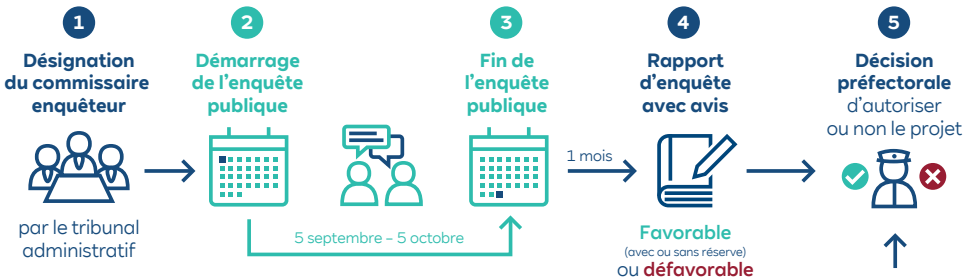 1
Désignation
du commissaire
enquêteur
par le tribunal
administratif
2
Démarrage
de l'enquête
publique
5 septembre – 5 octobre
3
Fin de
l'enquête
publique
1 mois
4
Rapport
d'enquête
avec avis
Favorable
(avec ou sans réserve)
ou défavorable
5
Décision
préfectorale
d'autoriser
ou non le projet